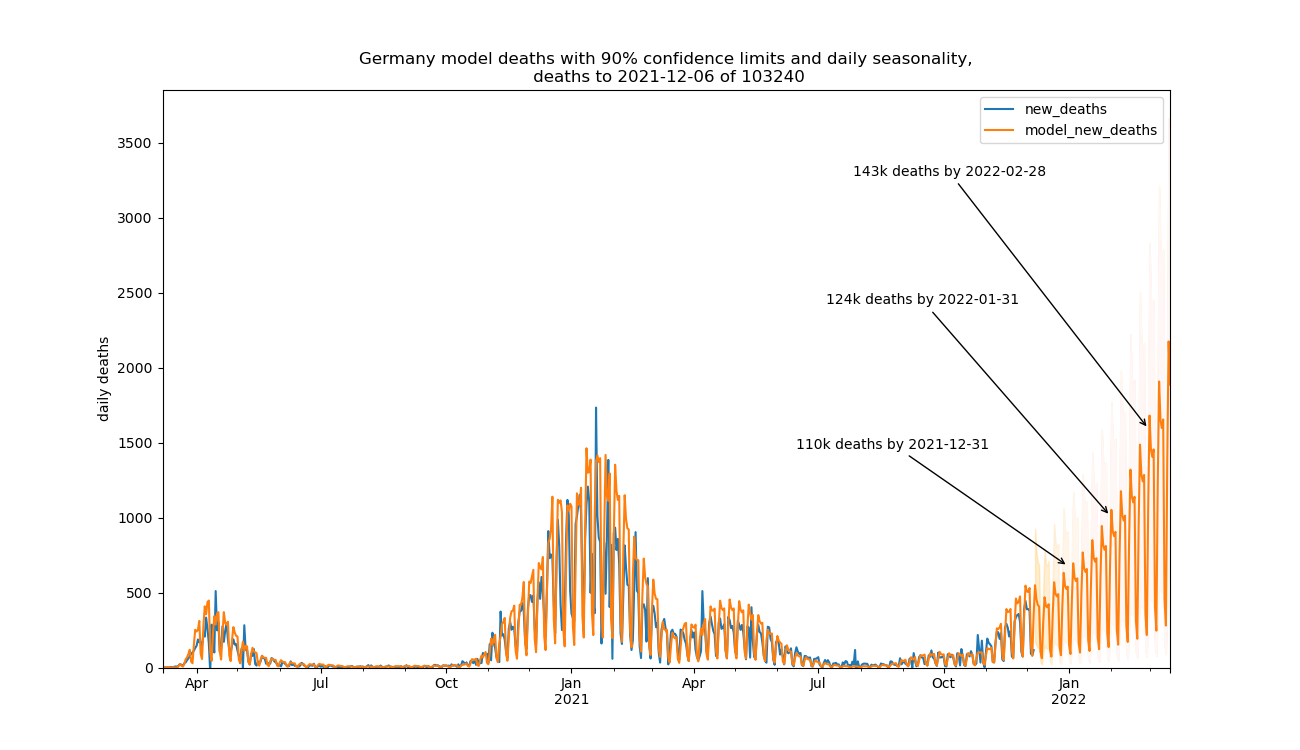 Germany model deaths with 90% confidence limits and daily seasonality,
deaths to 2021-12-06 of 103240
new_deaths
model_new_deaths
3500
3000
2500
2000
1500
1000
500
0
daily deaths
143k deaths by 2022-02-28
124k deaths by 2022-01-31
110k deaths by 2021-12-31
Apr Jul Oct Jan Apr Jul Oct Jan
2021 2022